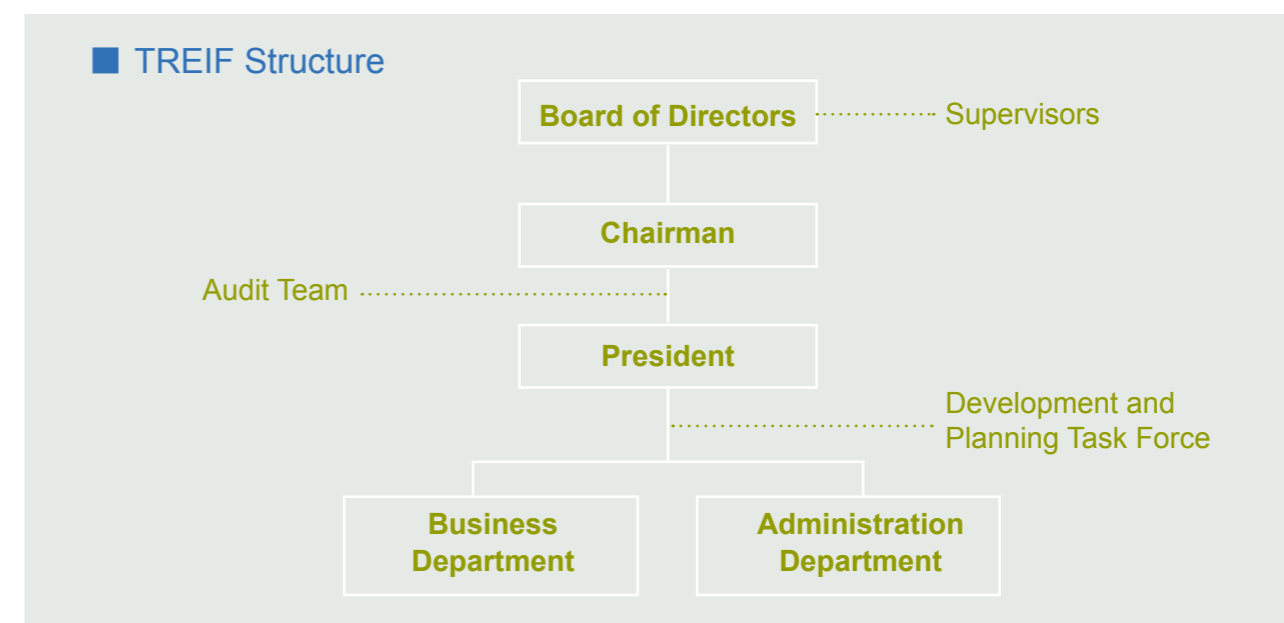 TREIF Structure
Board of Directors
Supervisors
Chairman
Audit Team
President
Development and
Planning Task Force
Business
Department
Administration
Department